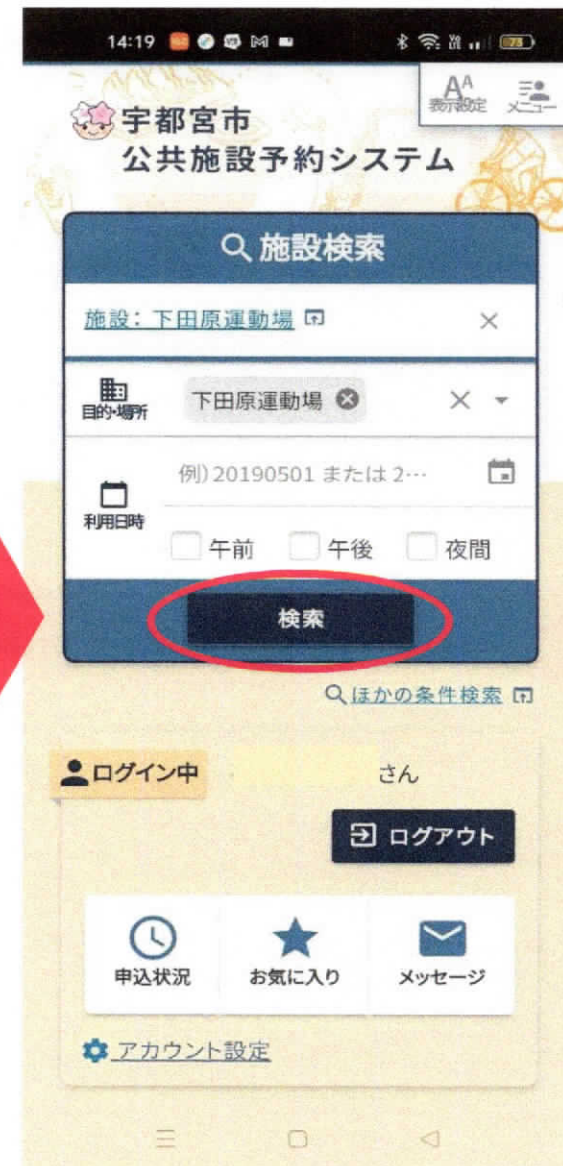 14:19
73
AA
表示設定
メニュー
宇都宮市
公共施設予約システム
施設検索
施設: 下田原運動場
目的・場所
下田原運動場
利用日時
例) 20190501 または 2…
午前 午後 夜間
検索
ほかの条件検索
ログイン中 さん
ログアウト
申込状況 お気に入り メッセージ
アカウント設定